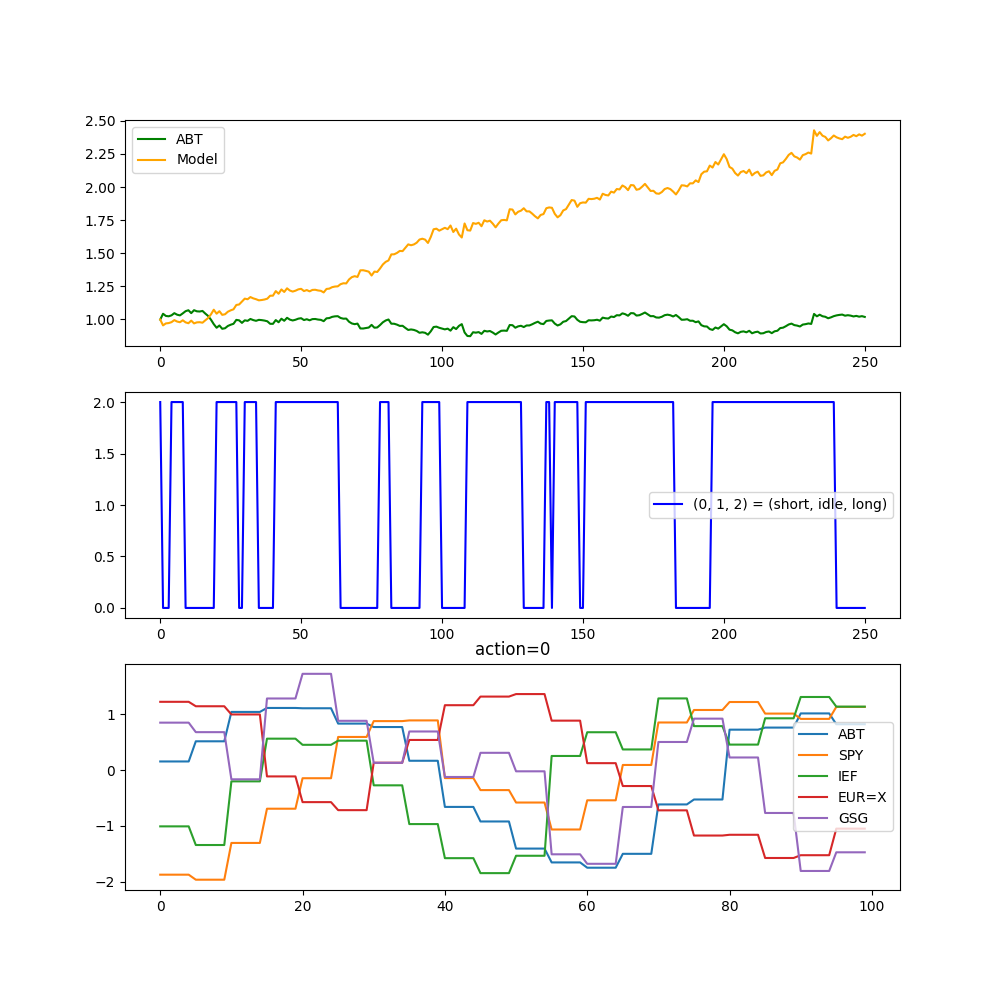 2.50
2.25
2.00
1.75
1.50
1.25
1.00
ABT
Model
0 50 100 150 200 250
2.0
1.5
1.0
0.5
0.0
(0, 1, 2) = (short, idle, long)
0 50 100 150 200 250
action=0
1
0
−1
−2
ABT
SPY
IEF
EUR=X
GSG
0 20 40 60 80 100